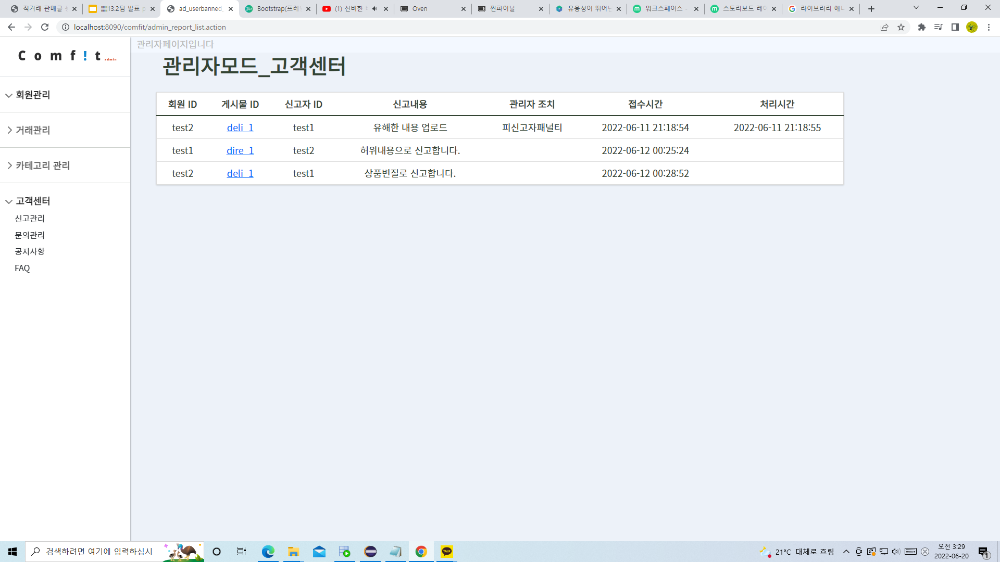 직거래 판매글 ad_userbanned Bootstrap(프레 (1) 신비한 Oven 찐파이널 유용성이 뛰어난 워크스페이스 - 스토리보드 라이브러리
13.2팀 발표
localhost:8090/comfit/admin_report_list.action
Comf!t admin
관리자페이지입니다
관리자모드_고객센터
회원관리
거래관리
카테고리 관리
고객센터
신고관리
문의관리
공지사항
FAQ
회원 ID 게시물 ID 신고자 ID 신고내용 관리자 조치 접수시간 처리시간
test2 deli_1 test1 유해한 내용 업로드 피신고자패널티 2022-06-11 21:18:54 2022-06-11 21:18:55
test1 dire_1 test2 허위내용으로 신고합니다. 2022-06-12 00:25:24
test2 deli_1 test1 상품변질로 신고합니다. 2022-06-12 00:28:52
검색하려면 여기에 입력하십시
TALK
21°C 대체로 흐림
오전 3:29
2022-06-20
1